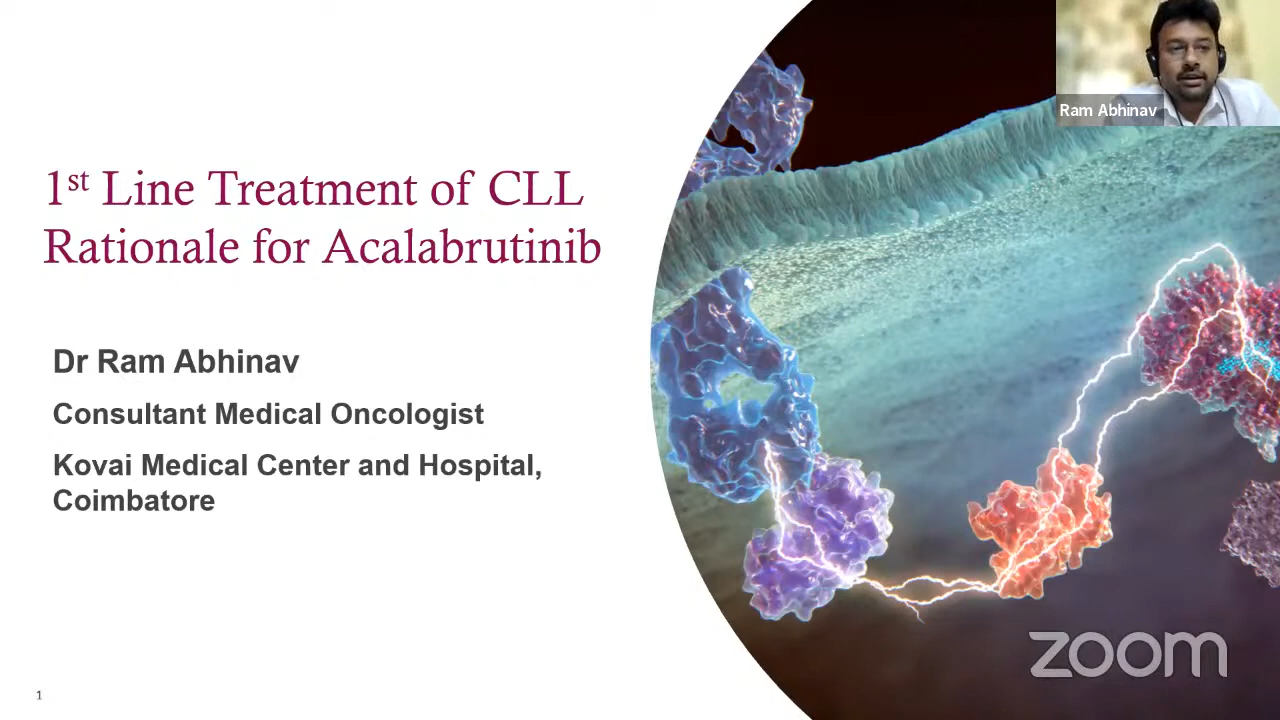 Ram Abhinav
1st Line Treatment of CLL
Rationale for Acalabrutinib
Dr Ram Abhinav
Consultant Medical Oncologist
Kovai Medical Center and Hospital,
Coimbatore
zoom
1